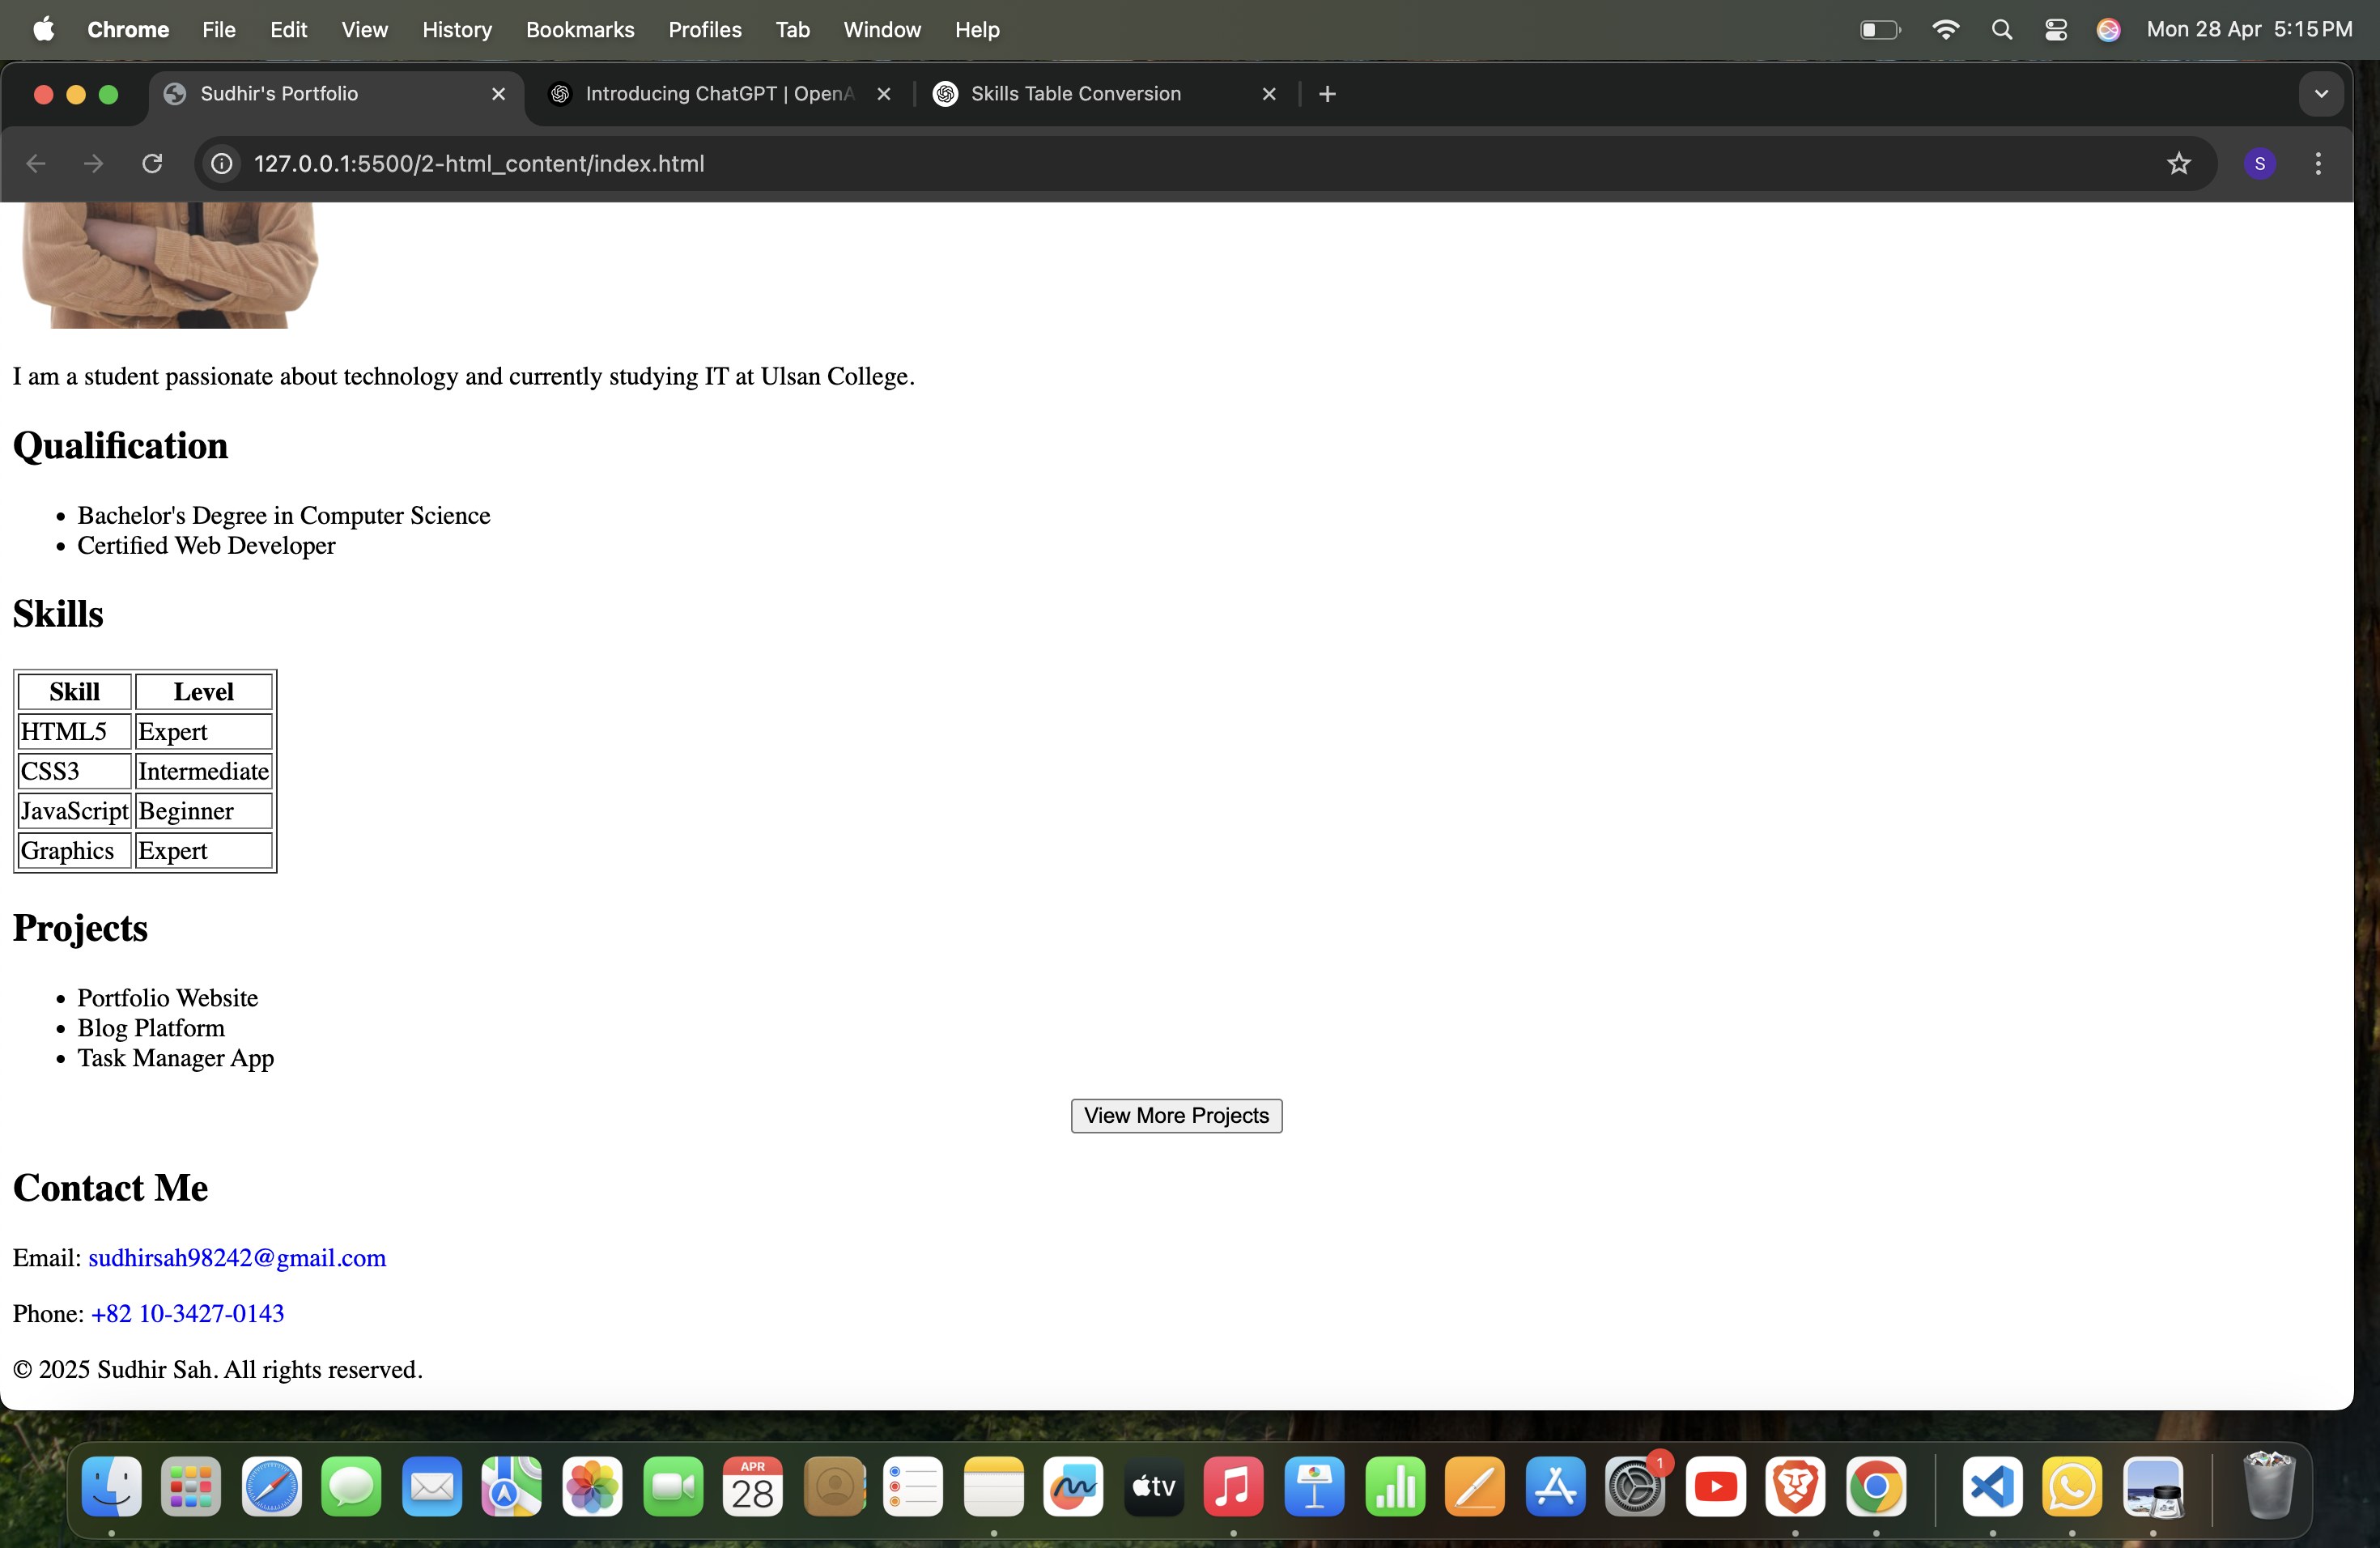 Chrome File Edit View History Bookmarks Profiles Tab Window Help Mon 28 Apr 5:15 PM
Sudhir's Portfolio Introducing ChatGPT | OpenA Skills Table Conversion
127.0.0.1:5500/2-html_content/index.html S
I am a student passionate about technology and currently studying IT at Ulsan College.
Qualification
• Bachelor's Degree in Computer Science
• Certified Web Developer
Skills
Skill Level
HTML5 Expert
CSS3 Intermediate
JavaScript Beginner
Graphics Expert
Projects
• Portfolio Website
• Blog Platform
• Task Manager App
View More Projects
Contact Me
Email: sudhirsah98242@gmail.com
Phone: +82 10-3427-0143
© 2025 Sudhir Sah. All rights reserved.
APR
28
tv
1